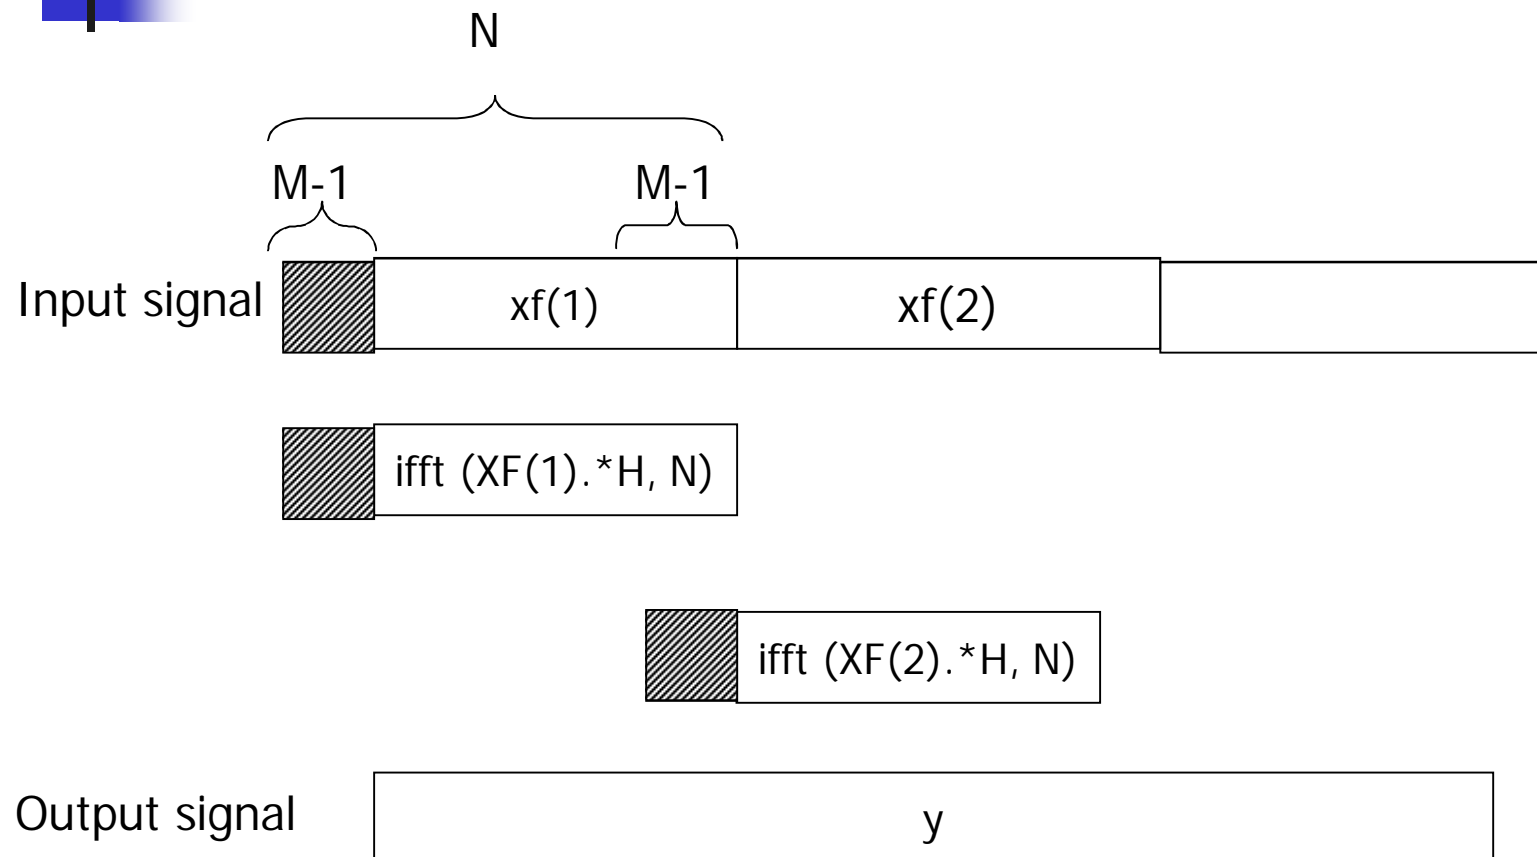 N
M-1 M-1
Input signal xf(1) xf(2)
ifft (XF(1).*H, N)
ifft (XF(2).*H, N)
Output signal y